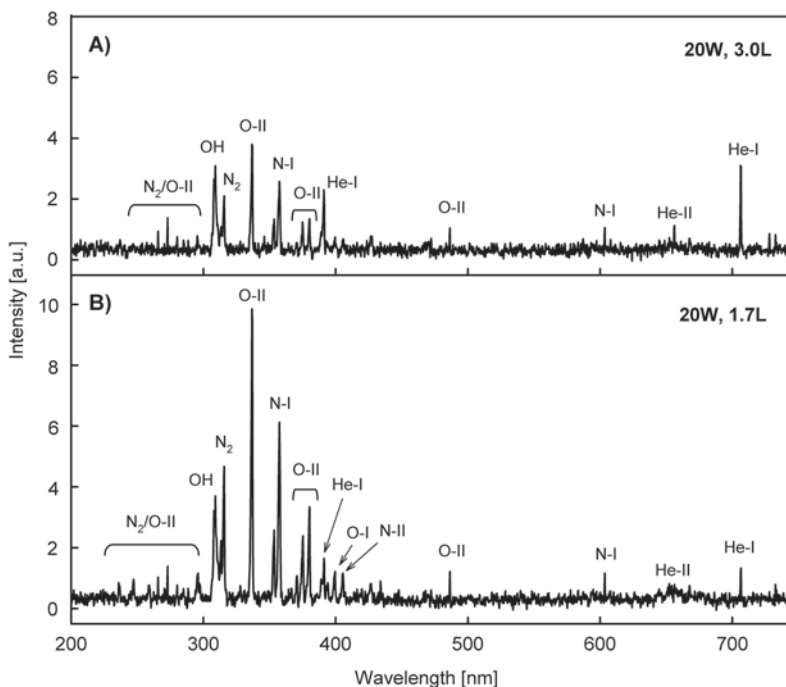 8
A)
20W, 3.0L
6
O-II
4
OH
N-I
N₂
O-II
He-I
He-I
N₂/O-II
2
O-II
N-I
He-II
0
Intensity [a.u.]
B)
O-II
20W, 1.7L
10
8
N-I
6
N₂
O-II
OH
He-I
4
N₂/O-II
O-I
N-II
2
O-II
N-I
He-II
He-I
0
200 300 400 500 600 700
Wavelength [nm]